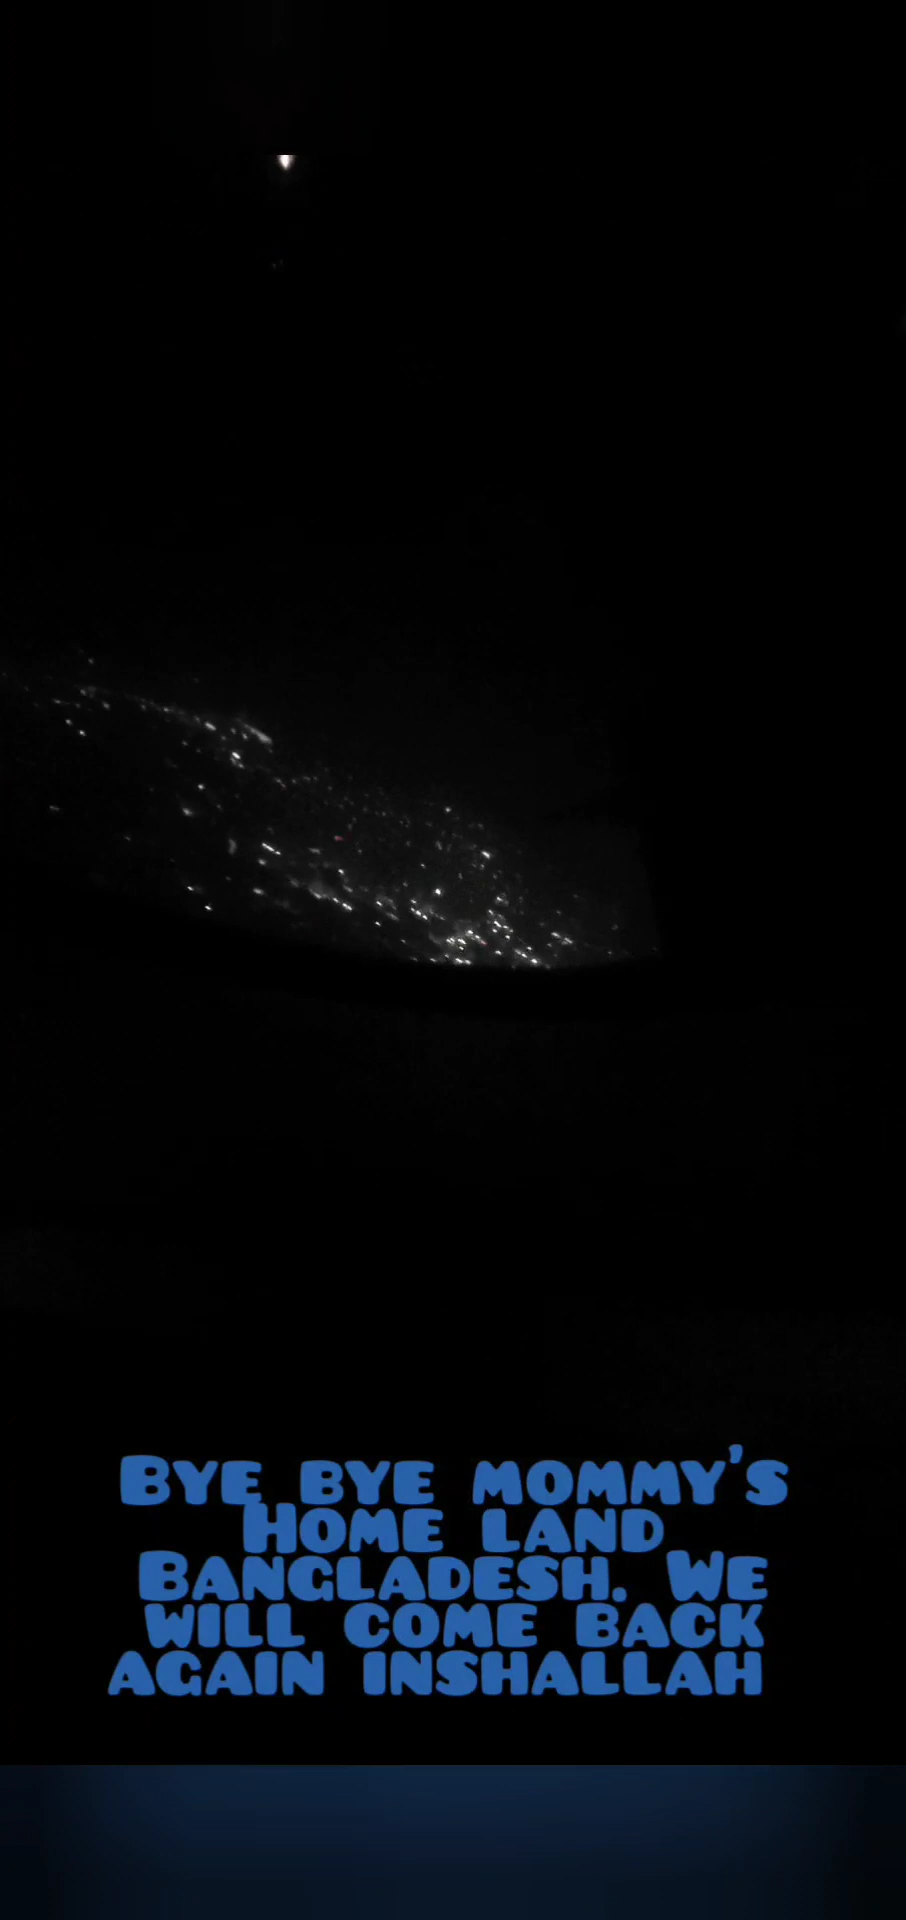 Bye bye mommy's
Home land
Bangladesh. We
will come back
again inshallah